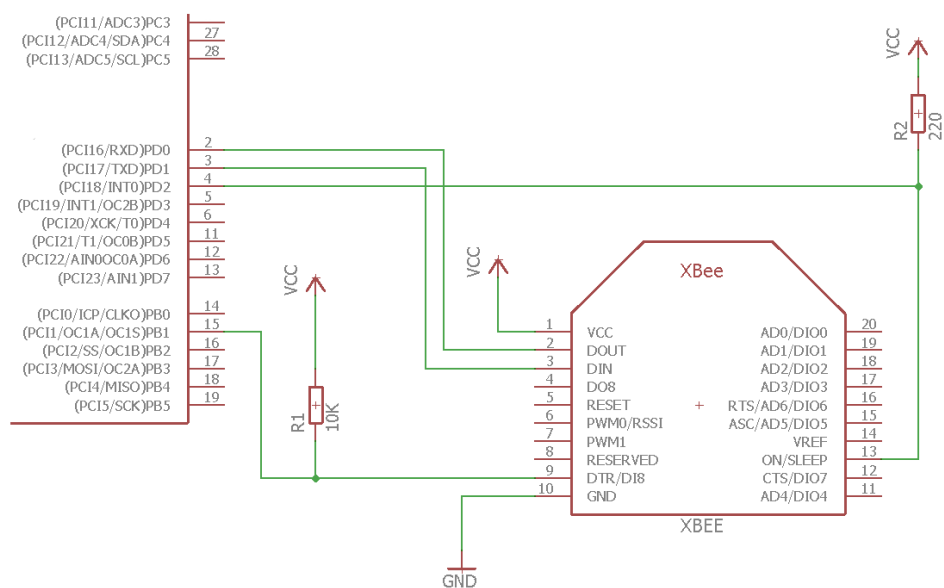 (PCI11/ADC3)PC3
(PCI12/ADC4/SDA)PC4 27
(PCI13/ADC5/SCL)PC5 28
(PCI16/RXD)PD0 2
(PCI17/TXD)PD1 3
(PCI18/INT0)PD2 4
(PCI19/INT1/OC2B)PD3 5
(PCI20/XCK/T0)PD4 6
(PCI21/T1/OC0B)PD5 11
(PCI22/AIN0OC0A)PD6 12
(PCI23/AIN1)PD7 13
(PCI0/ICP/CLKO)PB0 14
(PCI1/OC1A/OC1S)PB1 15
(PCI2/SS/OC1B)PB2 16
(PCI3/MOSI/OC2A)PB3 17
(PCI4/MISO)PB4 18
(PCI5/SCK)PB5 19
VCC
R1
10K
VCC
VCC
R2
220
XBee
1 VCC
2 DOUT
3 DIN
4 DO8
5 RESET
6 PWM0/RSSI
7 PWM1
8 RESERVED
9 DTR/DI8
10 GND
AD0/DIO0 20
AD1/DIO1 19
AD2/DIO2 18
AD3/DIO3 17
RTS/AD6/DIO6 16
ASC/AD5/DIO5 15
VREF 14
ON/SLEEP 13
CTS/DIO7 12
AD4/DIO4 11
XBEE
GND